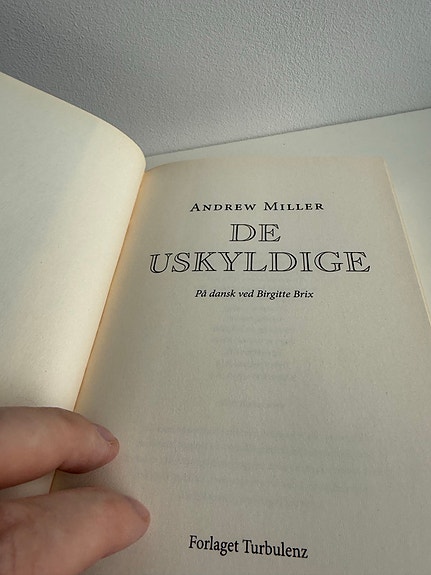 ANDREW MILLER
DE
USKYLDIGE
På dansk ved Birgitte Brix
Forlaget Turbulenz